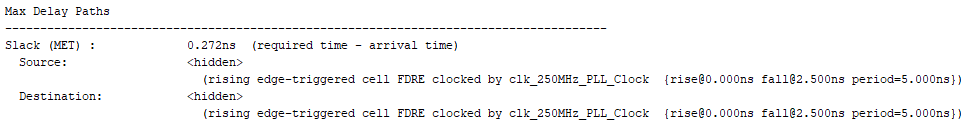 Max Delay Paths
--------------------------------------------------------------------------------------
Slack (MET) :             0.272ns  (required time - arrival time)
  Source:                 <hidden>
                            (rising edge-triggered cell FDRE clocked by clk_250MHz_PLL_Clock  {rise@0.000ns fall@2.500ns period=5.000ns})
  Destination:            <hidden>
                            (rising edge-triggered cell FDRE clocked by clk_250MHz_PLL_Clock  {rise@0.000ns fall@2.500ns period=5.000ns})